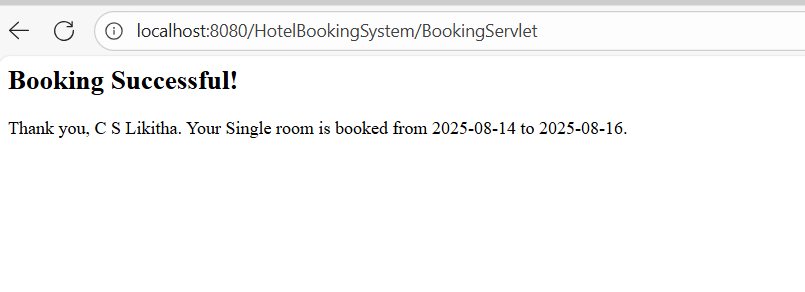 localhost:8080/HotelBookingSystem/BookingServlet
Booking Successful!
Thank you, C S Likitha. Your Single room is booked from 2025-08-14 to 2025-08-16.